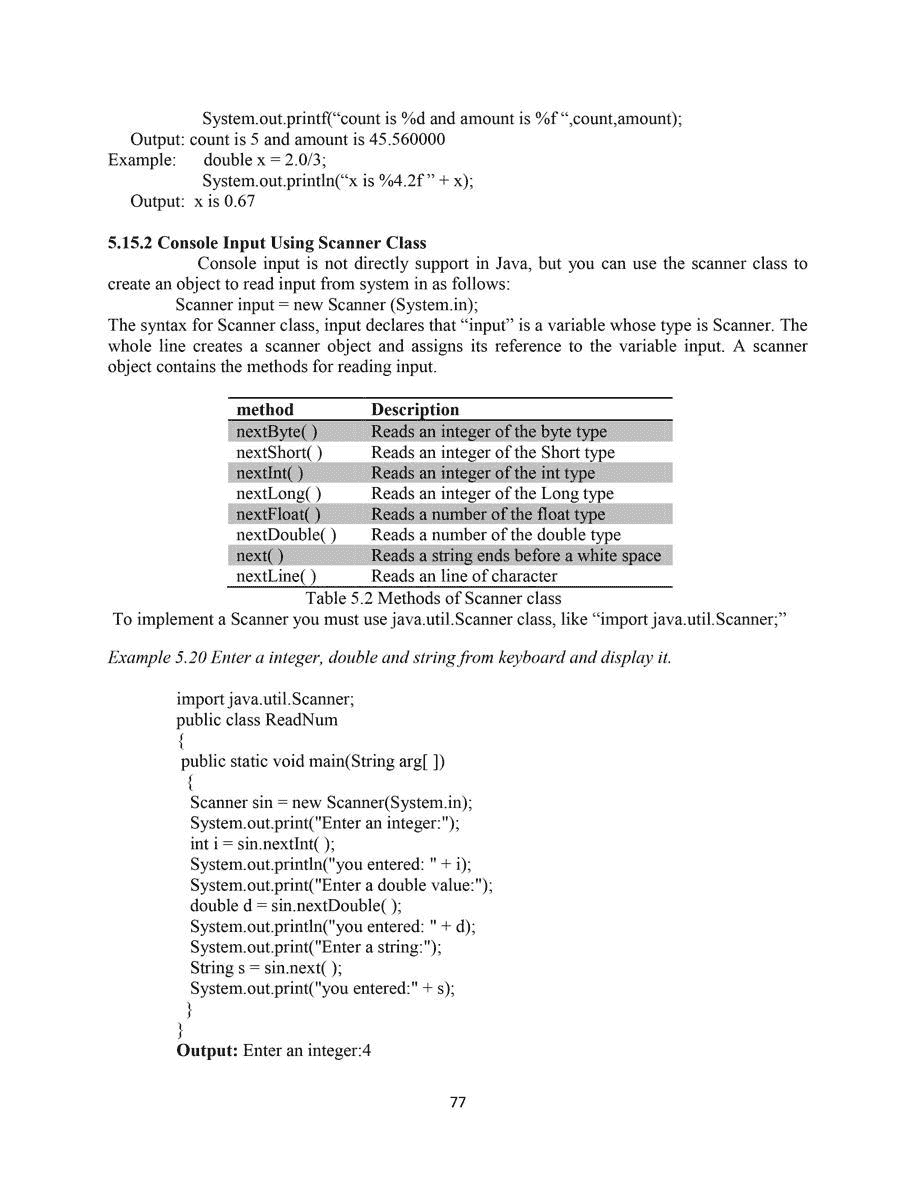 System.out.printf(“count is %d and amount is %f “,count,amount);
Output: count is 5 and amount is 45.560000
Example: double x = 2.0/3;
System.out.println(“x is %4.2f ” + x);
Output: x is 0.67
5.15.2 Console Input Using Scanner Class
Console input is not directly support in Java, but you can use the scanner class to
create an object to read input from system in as follows:
Scanner input = new Scanner (System.in);
The syntax for Scanner class, input declares that “input” is a variable whose type is Scanner. The
whole line creates a scanner object and assigns its reference to the variable input. A scanner
object contains the methods for reading input.
method Description
nextByte( ) Reads an integer of the byte type
nextShort( ) Reads an integer of the Short type
nextInt( ) Reads an integer of the int type
nextLong( ) Reads an integer of the Long type
nextFloat( ) Reads a number of the float type
nextDouble( ) Reads a number of the double type
next( ) Reads a string ends before a white space
nextLine( ) Reads an line of character
Table 5.2 Methods of Scanner class
To implement a Scanner you must use java.util.Scanner class, like “import java.util.Scanner;”
Example 5.20 Enter a integer, double and string from keyboard and display it.
import java.util.Scanner;
public class ReadNum
{
public static void main(String arg[ ])
{
Scanner sin = new Scanner(System.in);
System.out.print("Enter an integer:");
int i = sin.nextInt( );
System.out.println("you entered: " + i);
System.out.print("Enter a double value:");
double d = sin.nextDouble( );
System.out.println("you entered: " + d);
System.out.print("Enter a string:");
String s = sin.next( );
System.out.print("you entered:" + s);
}
}
Output: Enter an integer:4
77